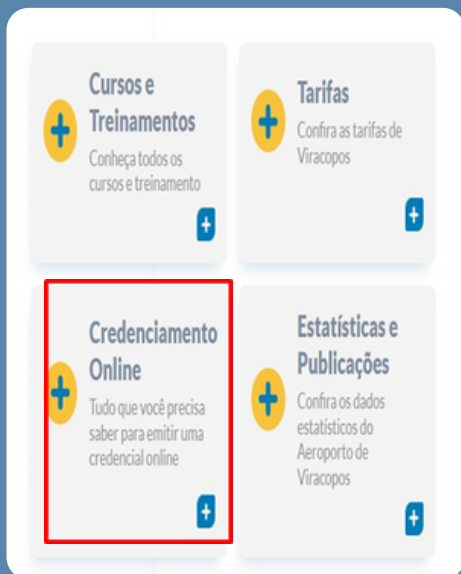 Cursos e
Treinamentos
Conheça todos os
cursos e treinamento
Tarifas
Confira as tarifas de
Viracopos
Credenciamento
Online
Tudo que você precisa
saber para emitir uma
credencial online
Estatísticas e
Publicações
Confira os dados
estatísticos do
Aeroporto de
Viracopos